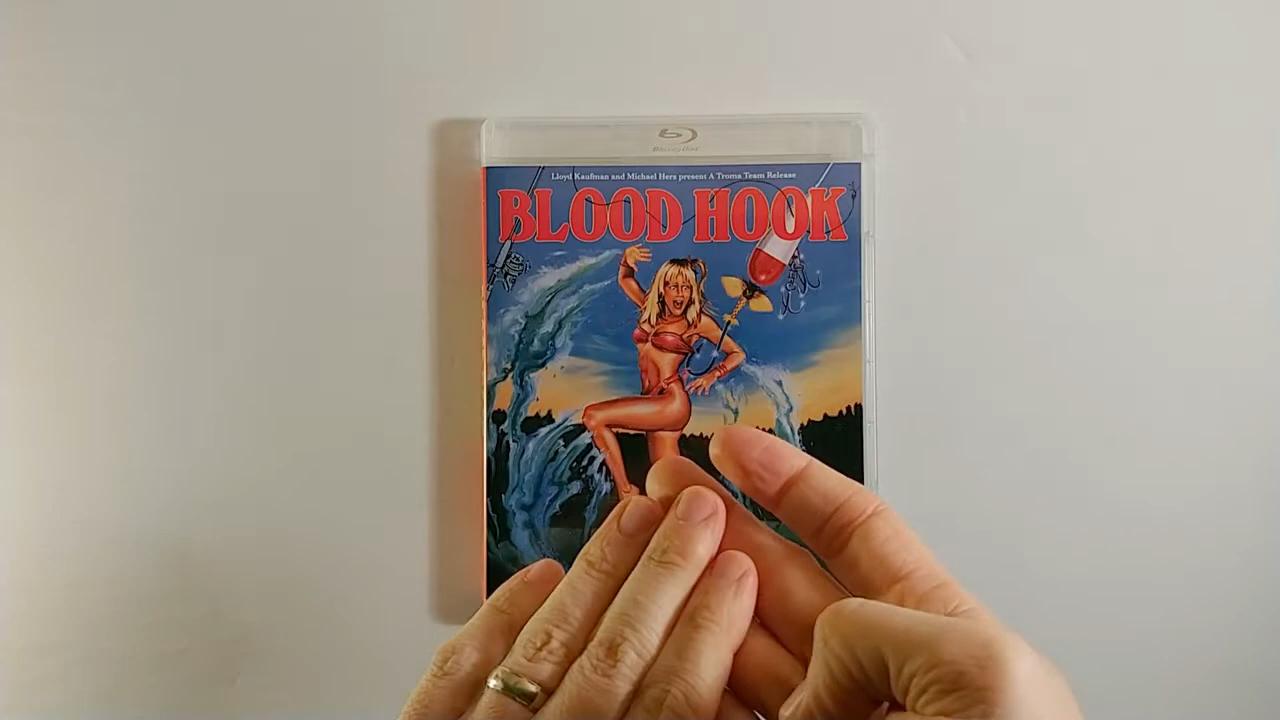 Blu-ray Disc
Lloyd Kaufman and Michael Herz present A Troma Team Release
BLOOD HOOK